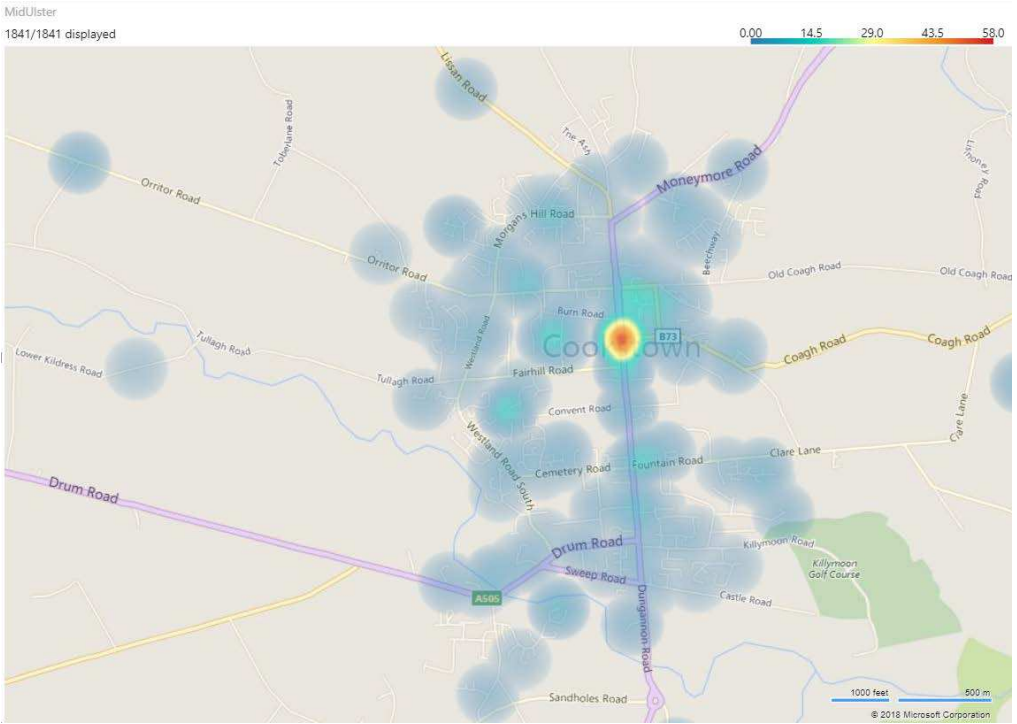 MidUlster
1841/1841 displayed
0.00 14.5 29.0 43.5 58.0
Lissan Road
Toberlane Road
The Ash
Lismoney Road
Moneymore Road
Orritor Road
Morgans
Hill Road
Beechway
Orritor Road
Old Coagh Road
Old Coagh Road
Burn Road
B73
Westland Road
Cookstown
Coagh Road
Coagh Road
Tullagh Road
Lower Kildress Road
Tullagh Road
Fairhill Road
Convent Road
Clare Lane
Westland Road South
Clare Lane
Fountain Road
Cemetery Road
Drum Road
Drum Road
Killymoon Road
Killymoon
Golf Course
Sweep Road
A505
Castle Road
Dungannon Road
Sandholes Road
1000 feet 500 m
© 2018 Microsoft Corporation